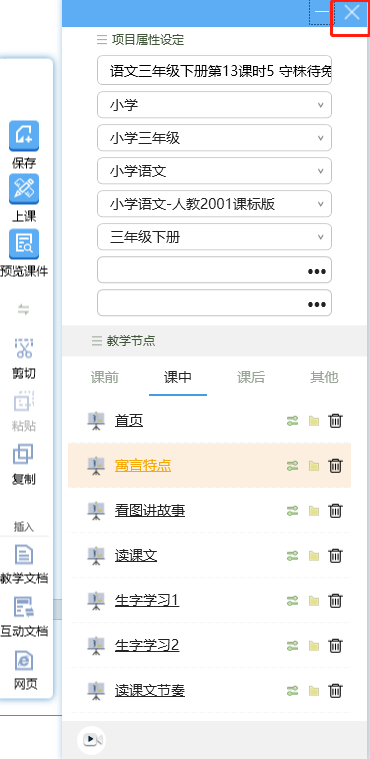 项目属性设定
语文三年级下册第13课时5 守株待兔
小学
小学三年级
小学语文
小学语文-人教2001课标版
三年级下册
•••
•••
教学节点
课前 课中 课后 其他
首页
寓言特点
看图讲故事
读课文
生字学习1
生字学习2
读课文节奏
保存
上课
预览课件
剪切
粘贴
复制
插入
教学文档
互动文档
网页